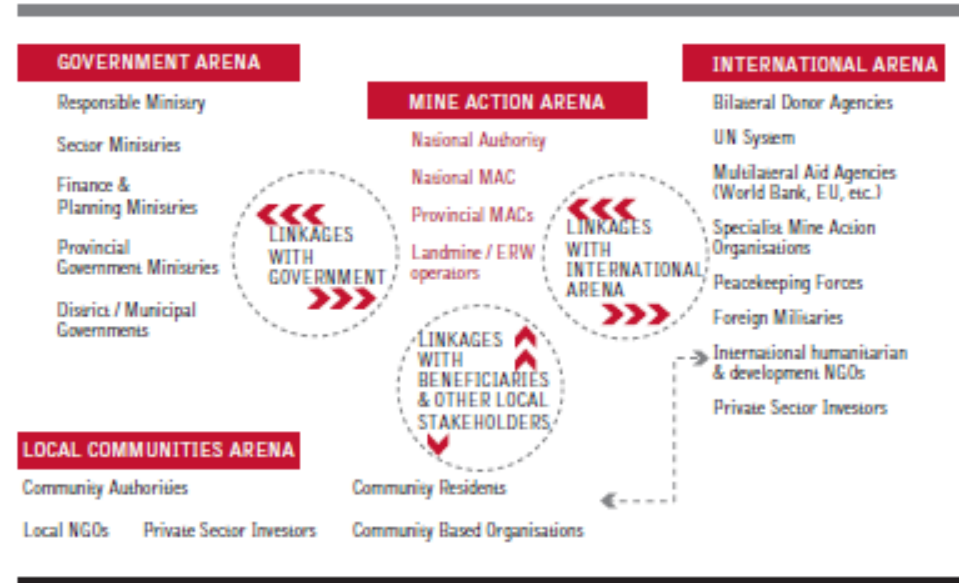 GOVERNMENT ARENA
Responsible Ministry
Sector Ministries
Finance &
Planning Ministries
Provincial
Government Ministries
District / Municipal
Governments
MINE ACTION ARENA
National Authority
National MAC
Provincial MACs
Landmine / ERW
operators
INTERNATIONAL ARENA
Bilateral Donor Agencies
UN System
Multilateral Aid Agencies
(World Bank, EU, etc.)
Specialist Mine Action
Organisations
Peacekeeping Forces
Foreign Militaries
International humanitarian
& development NGOs
Private Sector Investors
LINKAGES
WITH
GOVERNMENT
LINKAGES
WITH
INTERNATIONAL
ARENA
LINKAGES
WITH
BENEFICIARIES
& OTHER LOCAL
STAKEHOLDERS
LOCAL COMMUNITIES ARENA
Community Authorities
Community Residents
Local NGOs
Private Sector Investors
Community Based Organisations